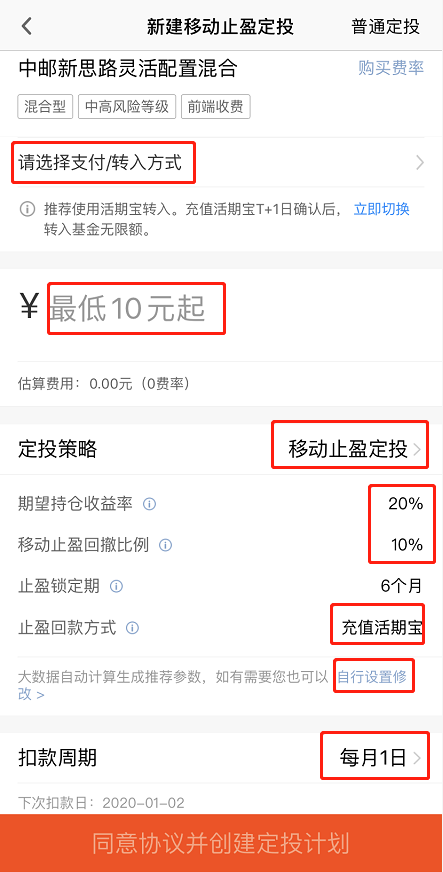 新建移动止盈定投 普通定投
中邮新思路灵活配置混合 购买费率
混合型 中高风险等级 前端收费
请选择支付/转入方式
推荐使用活期宝转入。充值活期宝T+1日确认后， 立即切换
转入基金无限额。
¥ 最低10元起
估算费用：0.00元（0费率）
定投策略 移动止盈定投
期望持仓收益率 20%
移动止盈回撤比例 10%
止盈锁定期 6个月
止盈回款方式 充值活期宝
大数据自动计算生成推荐参数，如有需要您也可以 自行设置修
改 >
扣款周期 每月1日
下次扣款日：2020-01-02
同意协议并创建定投计划